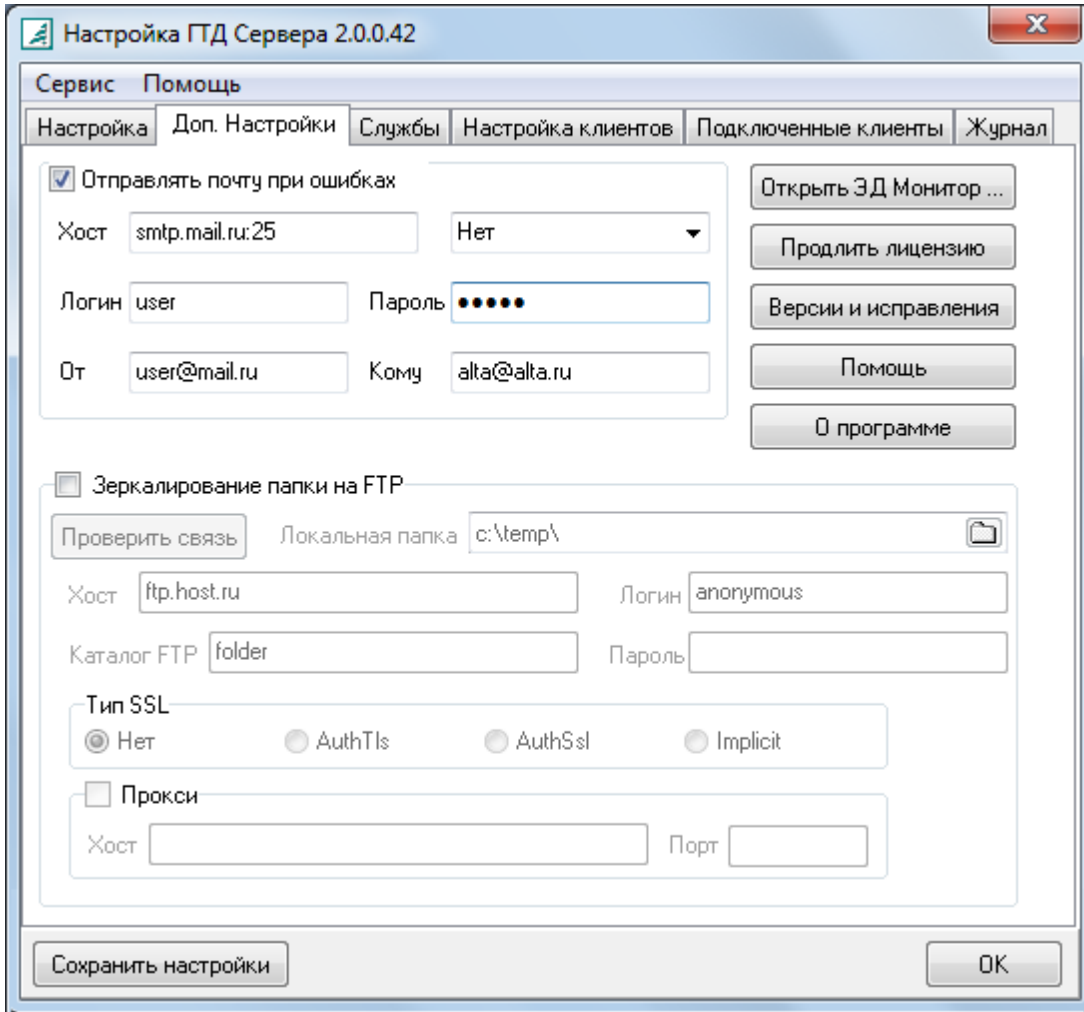 Настройка ГТД Сервера 2.0.0.42
Сервис Помощь
Настройка Доп. Настройки Службы Настройка клиентов Подключенные клиенты Журнал
Отправлять почту при ошибках
Открыть ЭД Монитор ...
Хост smtp.mail.ru:25 Нет
Продлить лицензию
Логин user Пароль •••••
Версии и исправления
От user@mail.ru Кому alta@alta.ru
Помощь
О программе
Зеркалирование папки на FTP
Проверить связь Локальная папка c:\temp\
Хост ftp.host.ru Логин anonymous
Каталог FTP folder Пароль
Тип SSL
Нет AuthTls AuthSsl Implicit
Прокси
Хост Порт
Сохранить настройки OK